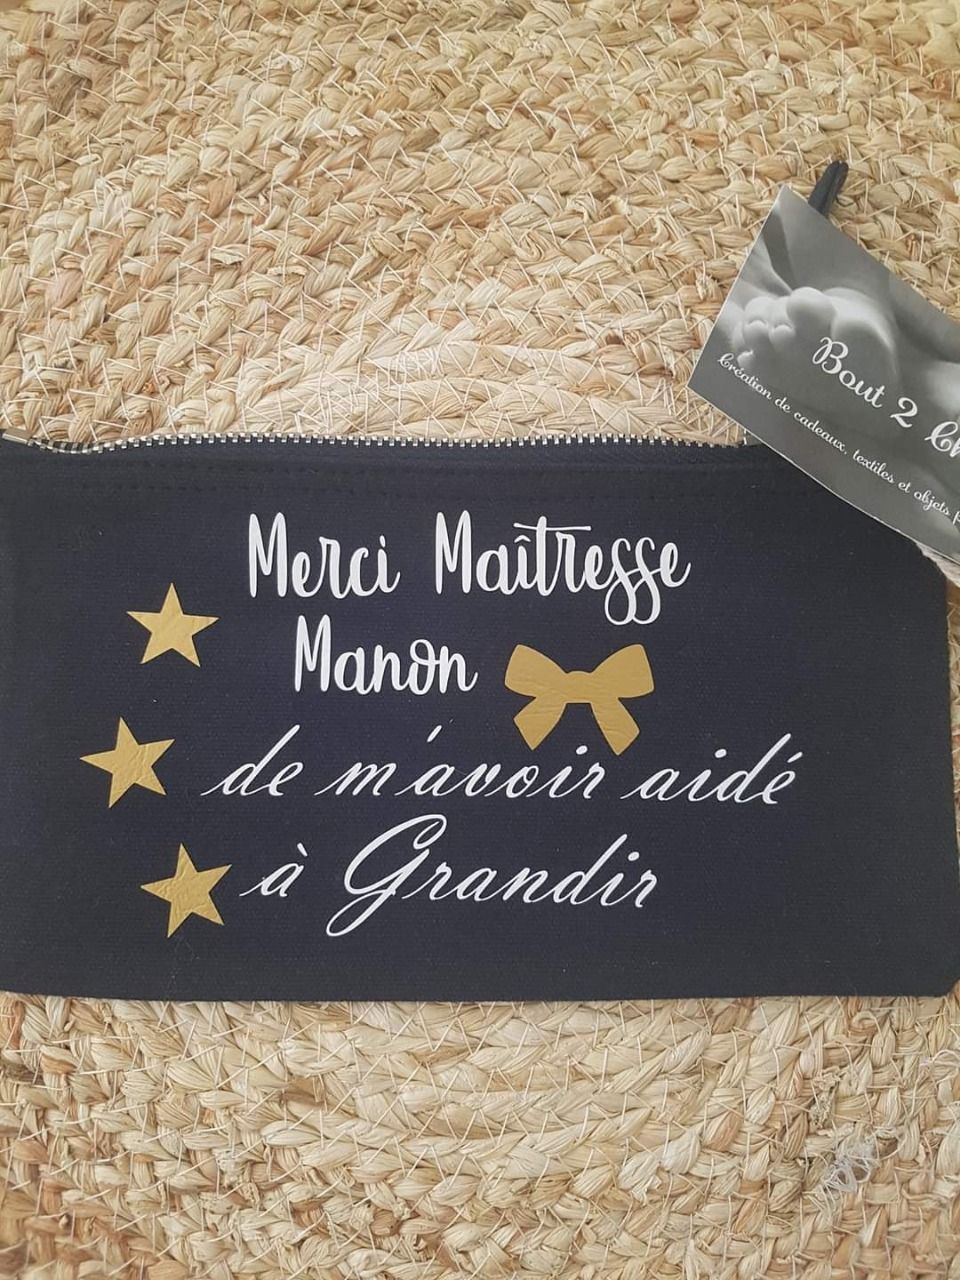 Bout 2
Création de cadeaux, textiles et objets
Merci Maîtresse
Manon
de m'avoir aidé
à Grandir